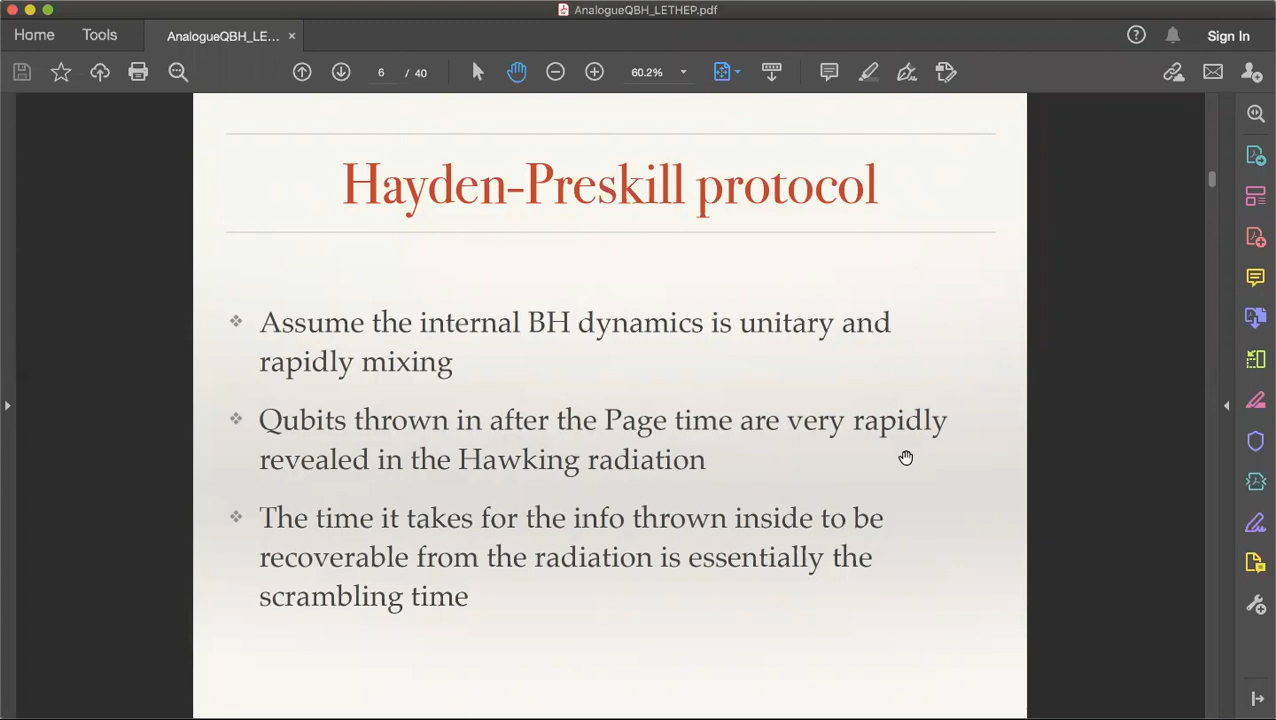 AnalogueQBH_LETHEP.pdf
Home Tools AnalogueQBH_LE... × Sign In
6 / 40 60.2%
Hayden-Preskill protocol
❖ Assume the internal BH dynamics is unitary and
rapidly mixing
❖ Qubits thrown in after the Page time are very rapidly
revealed in the Hawking radiation
❖ The time it takes for the info thrown inside to be
recoverable from the radiation is essentially the
scrambling time